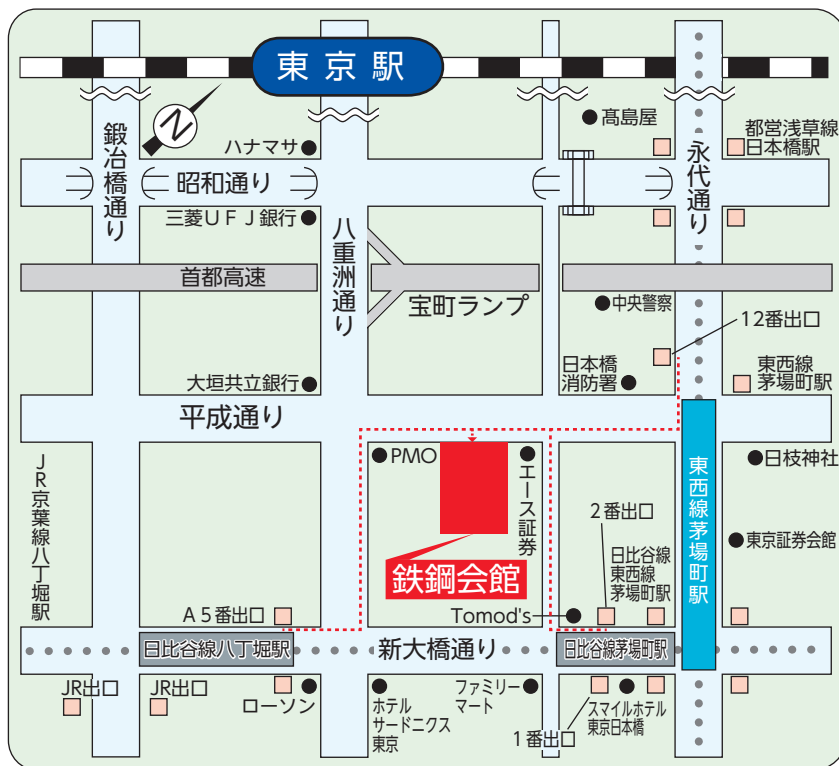 東京駅
N
鍛冶橋通り
ハナマサ
昭和通り
三菱UFJ銀行
八重洲通り
髙島屋
都営浅草線
日本橋駅
永代通り
首都高速
宝町ランプ
中央警察
12番出口
日本橋
消防署
東西線
茅場町駅
大垣共立銀行
平成通り
JR京葉線八丁堀駅
PMO
エース証券
鉄鋼会館
2番出口
日比谷線
東西線
茅場町駅
東西線茅場町駅
日枝神社
東京証券会館
A5番出口
Tomod's
日比谷線八丁堀駅
新大橋通り
日比谷線茅場町駅
JR出口
JR出口
ローソン
ホテル
サードニクス
東京
ファミリー
マート
1番出口
スマイルホテル
東京日本橋